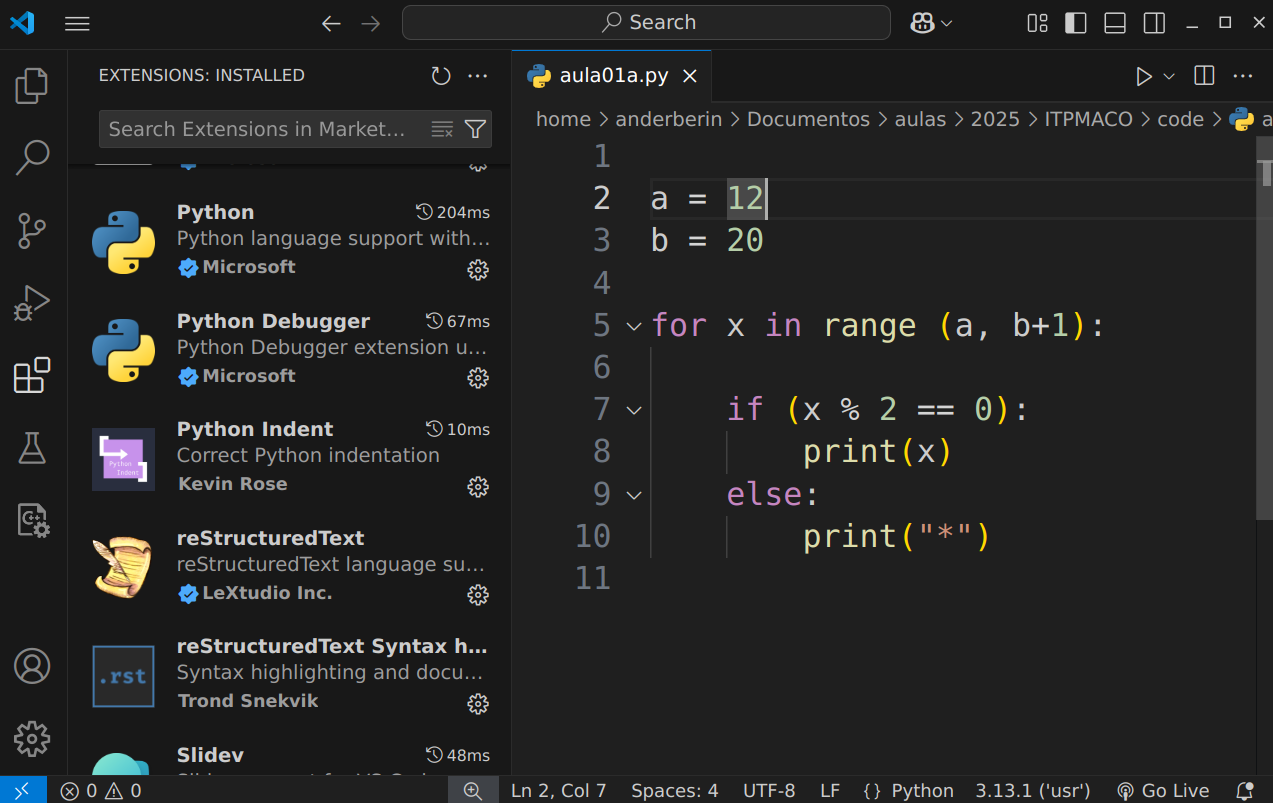 Search
EXTENSIONS: INSTALLED
Search Extensions in Market...
Python 204ms
Python language support with...
Microsoft
Python Debugger 67ms
Python Debugger extension u...
Microsoft
Python Indent 10ms
Python
Indent
Correct Python indentation
Kevin Rose
reStructuredText
reStructuredText language su...
LeXtudio Inc.
reStructuredText Syntax h...
.rst
Syntax highlighting and docu...
Trond Snekvik
Slidev 48ms
aula01a.py
home > anderberin > Documentos > aulas > 2025 > ITPMACO > code > a
1
2 a = 12
3 b = 20
4
5 for x in range (a, b+1):
6
7 if (x % 2 == 0):
8 print(x)
9 else:
10 print("*")
11
0 0 Ln 2, Col 7 Spaces: 4 UTF-8 LF {} Python 3.13.1 ('usr') Go Live